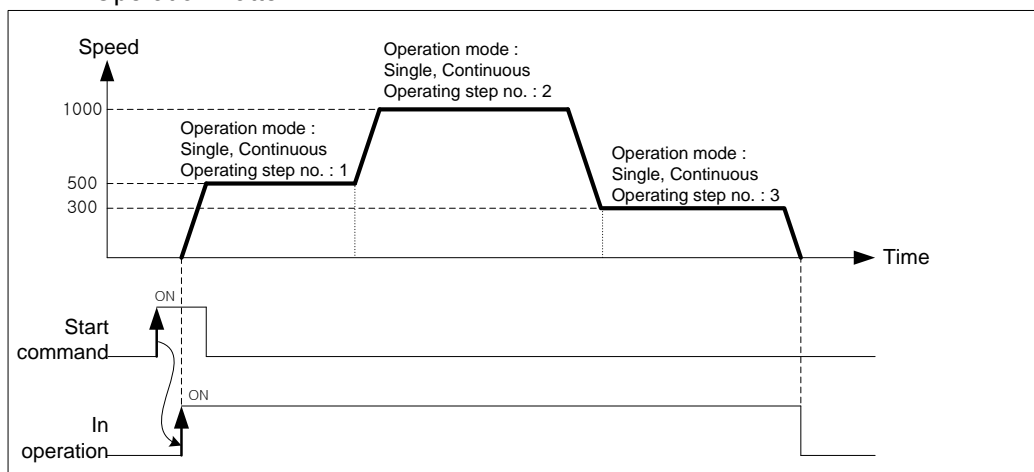 Operation
Speed
Operation mode :
Single, Continuous
Operating step no. : 2
1000
Operation mode :
Single, Continuous
Operating step no. : 1
Operation mode :
Single, Continuous
Operating step no. : 3
500
300
Time
ON
Start
command
ON
In
operation